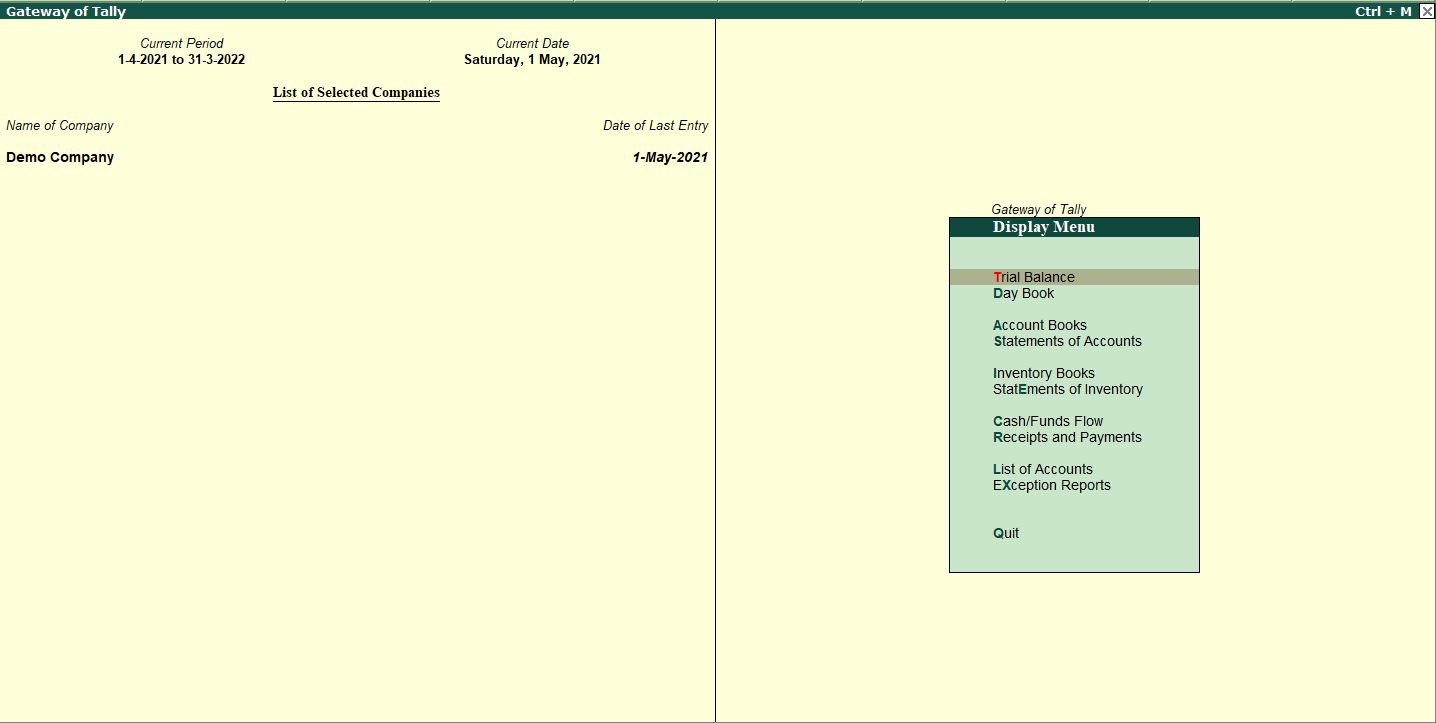 Gateway of Tally Ctrl + M
Current Period Current Date
1-4-2021 to 31-3-2022 Saturday, 1 May, 2021
List of Selected Companies
Name of Company Date of Last Entry
Demo Company 1-May-2021
Gateway of Tally
Display Menu
Trial Balance
Day Book
Account Books
Statements of Accounts
Inventory Books
StatEments of Inventory
Cash/Funds Flow
Receipts and Payments
List of Accounts
EXception Reports
Quit